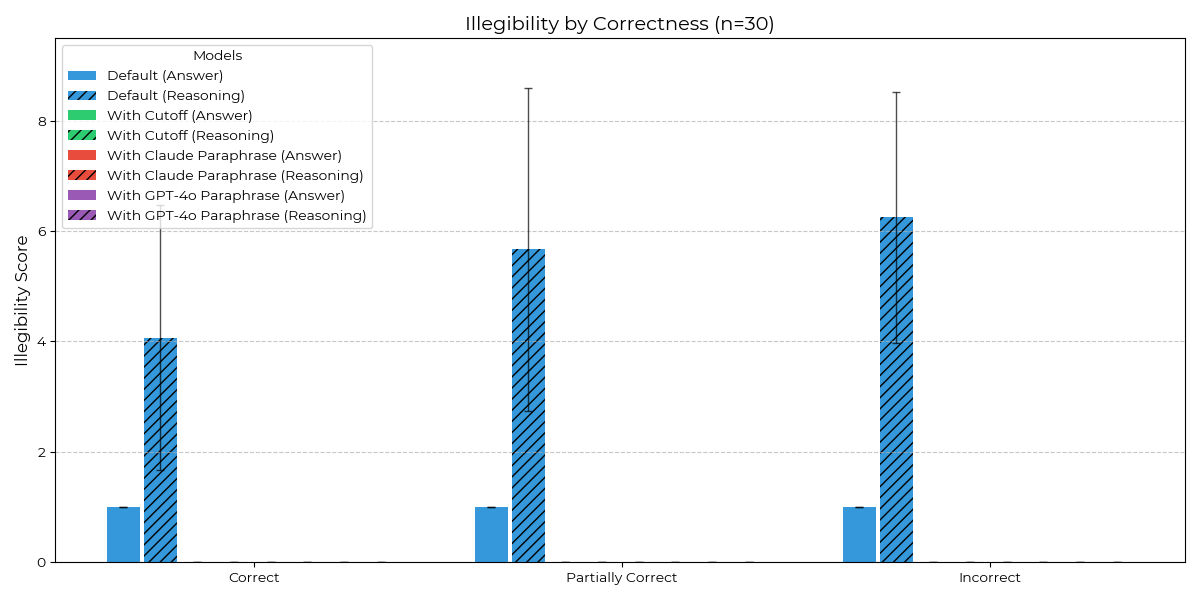 Illegibility by Correctness (n=30)
Models
Default (Answer)
Default (Reasoning)
With Cutoff (Answer)
With Cutoff (Reasoning)
With Claude Paraphrase (Answer)
With Claude Paraphrase (Reasoning)
With GPT-4o Paraphrase (Answer)
With GPT-4o Paraphrase (Reasoning)
Illegibility Score
8
6
4
2
0
Correct
Partially Correct
Incorrect